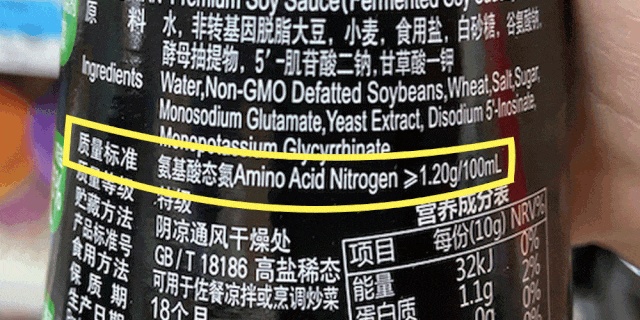 Premium Soy Sauce(Fermented Soy Sauce)
原 料 水，非转基因脱脂大豆，小麦，食用盐，白砂糖，谷氨酸钠，
酵母抽提物，5′-肌苷酸二钠，甘草酸一钾
Ingredients Water,Non-GMO Defatted Soybeans,Wheat,Salt,Sugar,
Monosodium Glutamate,Yeast Extract, Disodium 5'-Inosinate,
Monopotassium Glycyrrhinate
质量标准 氨基酸态氮Amino Acid Nitrogen ≥1.20g/100mL
质量等级 特级
贮藏方法 阴凉通风干燥处
产品标准号 GB/T 18186 高盐稀态
食用方法 可用于佐餐凉拌或烹调炒菜
保 质 期 18个月
生产日期
营养成分表
项目 每份(10g) NRV%
能量 32kJ 0%
蛋白质 1.1g 2%
0g 0%